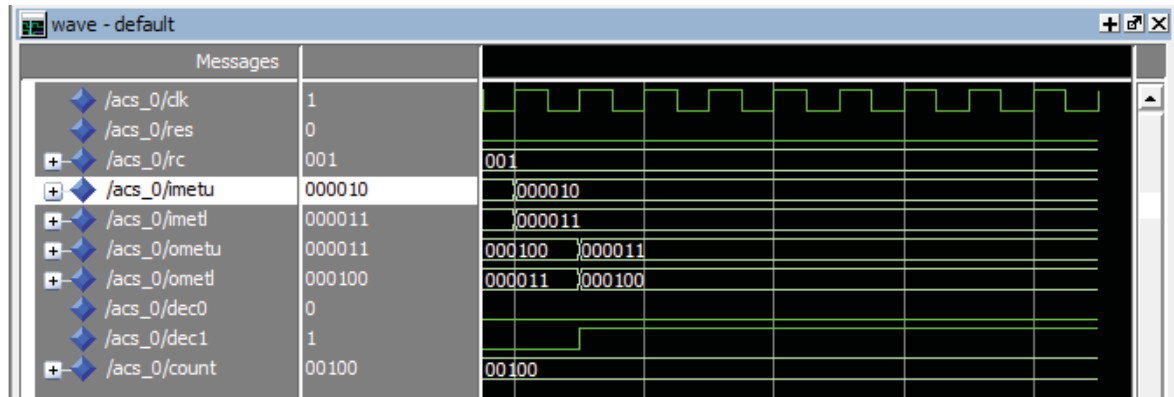 wave - default
Messages
/acs_0/clk 1
/acs_0/res 0
/acs_0/rc 001 001
/acs_0/imetu 000010 000010
/acs_0/imetl 000011 000011
/acs_0/ometu 000011 000100 000011
/acs_0/ometl 000100 000011 000100
/acs_0/dec0 0
/acs_0/dec1 1
/acs_0/count 00100 00100